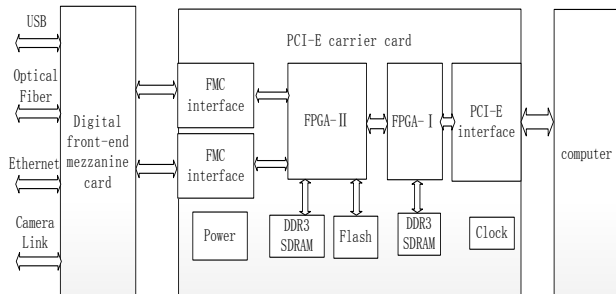 USB
Optical
Fiber
Ethernet
Camera
Link
Digital
front-end
mezzanine
card
PCI-E carrier card
FMC
interface
FMC
interface
FPGA-Ⅱ
FPGA-Ⅰ
PCI-E
interface
Power
DDR3
SDRAM
Flash
DDR3
SDRAM
Clock
computer